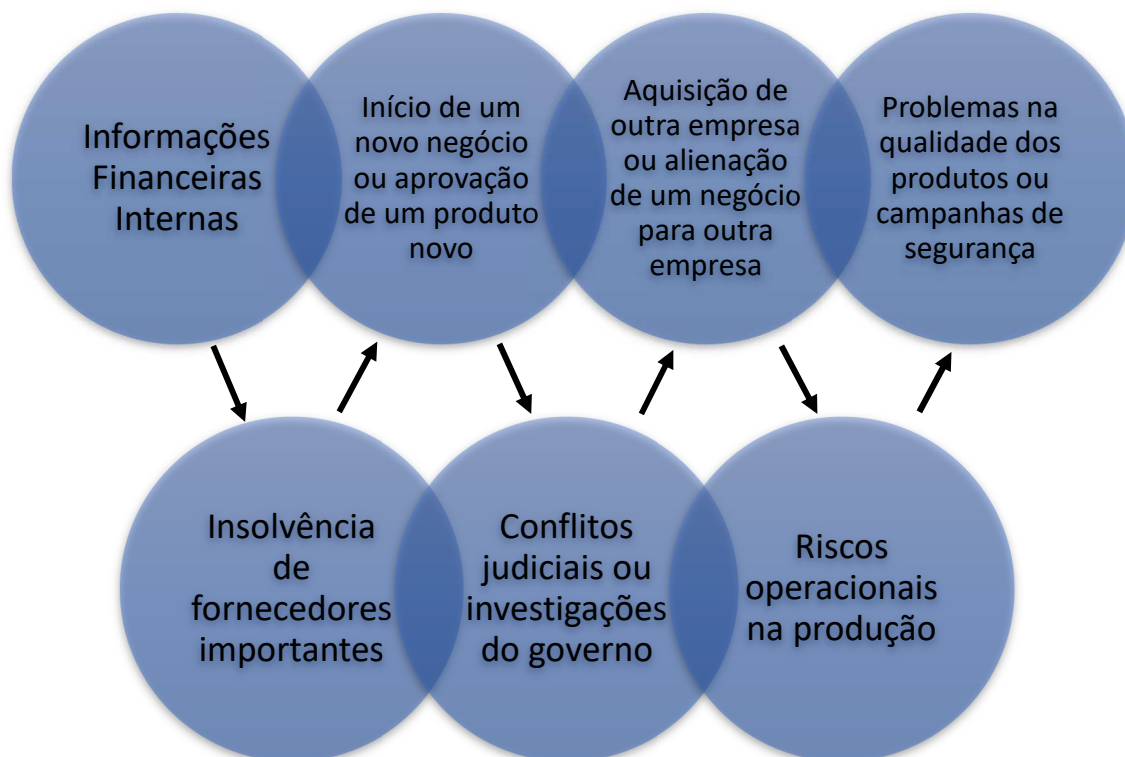 Informações
Financeiras
Internas
Início de um
novo negócio
ou aprovação
de um produto
novo
Aquisição de
outra empresa
ou alienação
de um negócio
para outra
empresa
Problemas na
qualidade dos
produtos ou
campanhas de
segurança
Insolvência
de
fornecedores
importantes
Conflitos
judiciais ou
investigações
do governo
Riscos
operacionais
na produção